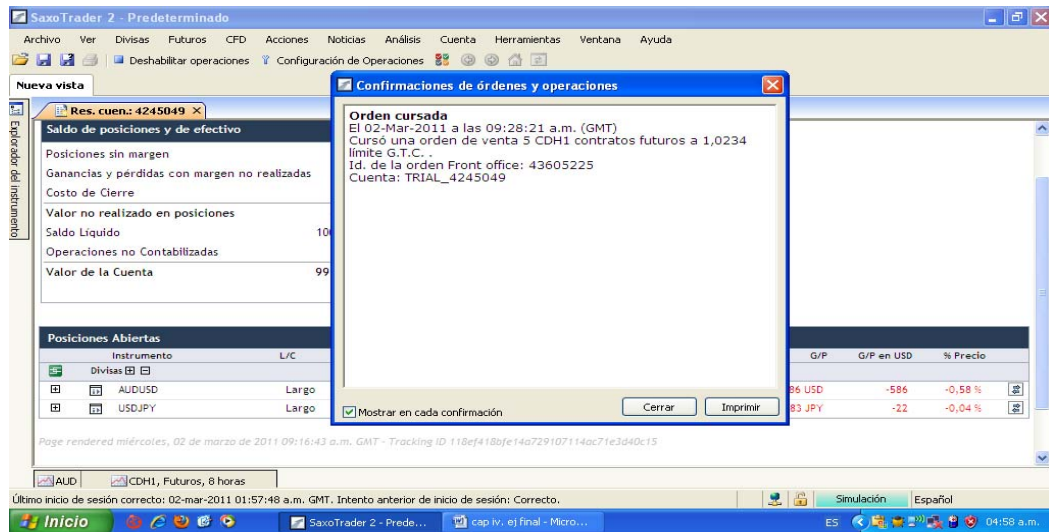 SaxoTrader 2 - Predeterminado
Archivo Ver Divisas Futuros CFD Acciones Noticias Análisis Cuenta Herramientas Ventana Ayuda
Deshabilitar operaciones Configuración de Operaciones
Nueva vista
Explorador del instrumento
Res. cuen.: 4245049
Saldo de posiciones y de efectivo
Posiciones sin margen
Ganancias y pérdidas con margen no realizadas
Costo de Cierre
Valor no realizado en posiciones
Saldo Líquido
Operaciones no Contabilizadas
Valor de la Cuenta 99
Confirmaciones de órdenes y operaciones
Orden cursada
El 02-Mar-2011 a las 09:28:21 a.m. (GMT)
Cursó una orden de venta 5 CDH1 contratos futuros a 1,0234
límite G.T.C. .
Id. de la orden Front office: 43605225
Cuenta: TRIAL_4245049
Mostrar en cada confirmación Cerrar Imprimir
Posiciones Abiertas
Instrumento L/C G/P G/P en USD % Precio
Divisas
AUDUSD Largo 86 USD -586 -0,58 %
USDJPY Largo 83 JPY -22 -0,04 %
Page rendered miércoles, 02 de marzo de 2011 09:16:43 a.m. GMT - Tracking ID 118ef418bfe14a729107114ac71e3d40c15
AUD CDH1, Futuros, 8 horas
Último inicio de sesión correcto: 02-mar-2011 01:57:48 a.m. GMT. Intento anterior de inicio de sesión: Correcto. Simulación Español
Inicio SaxoTrader 2 - Prede... cap iv. ej final - Micro... ES 04:58 a.m.